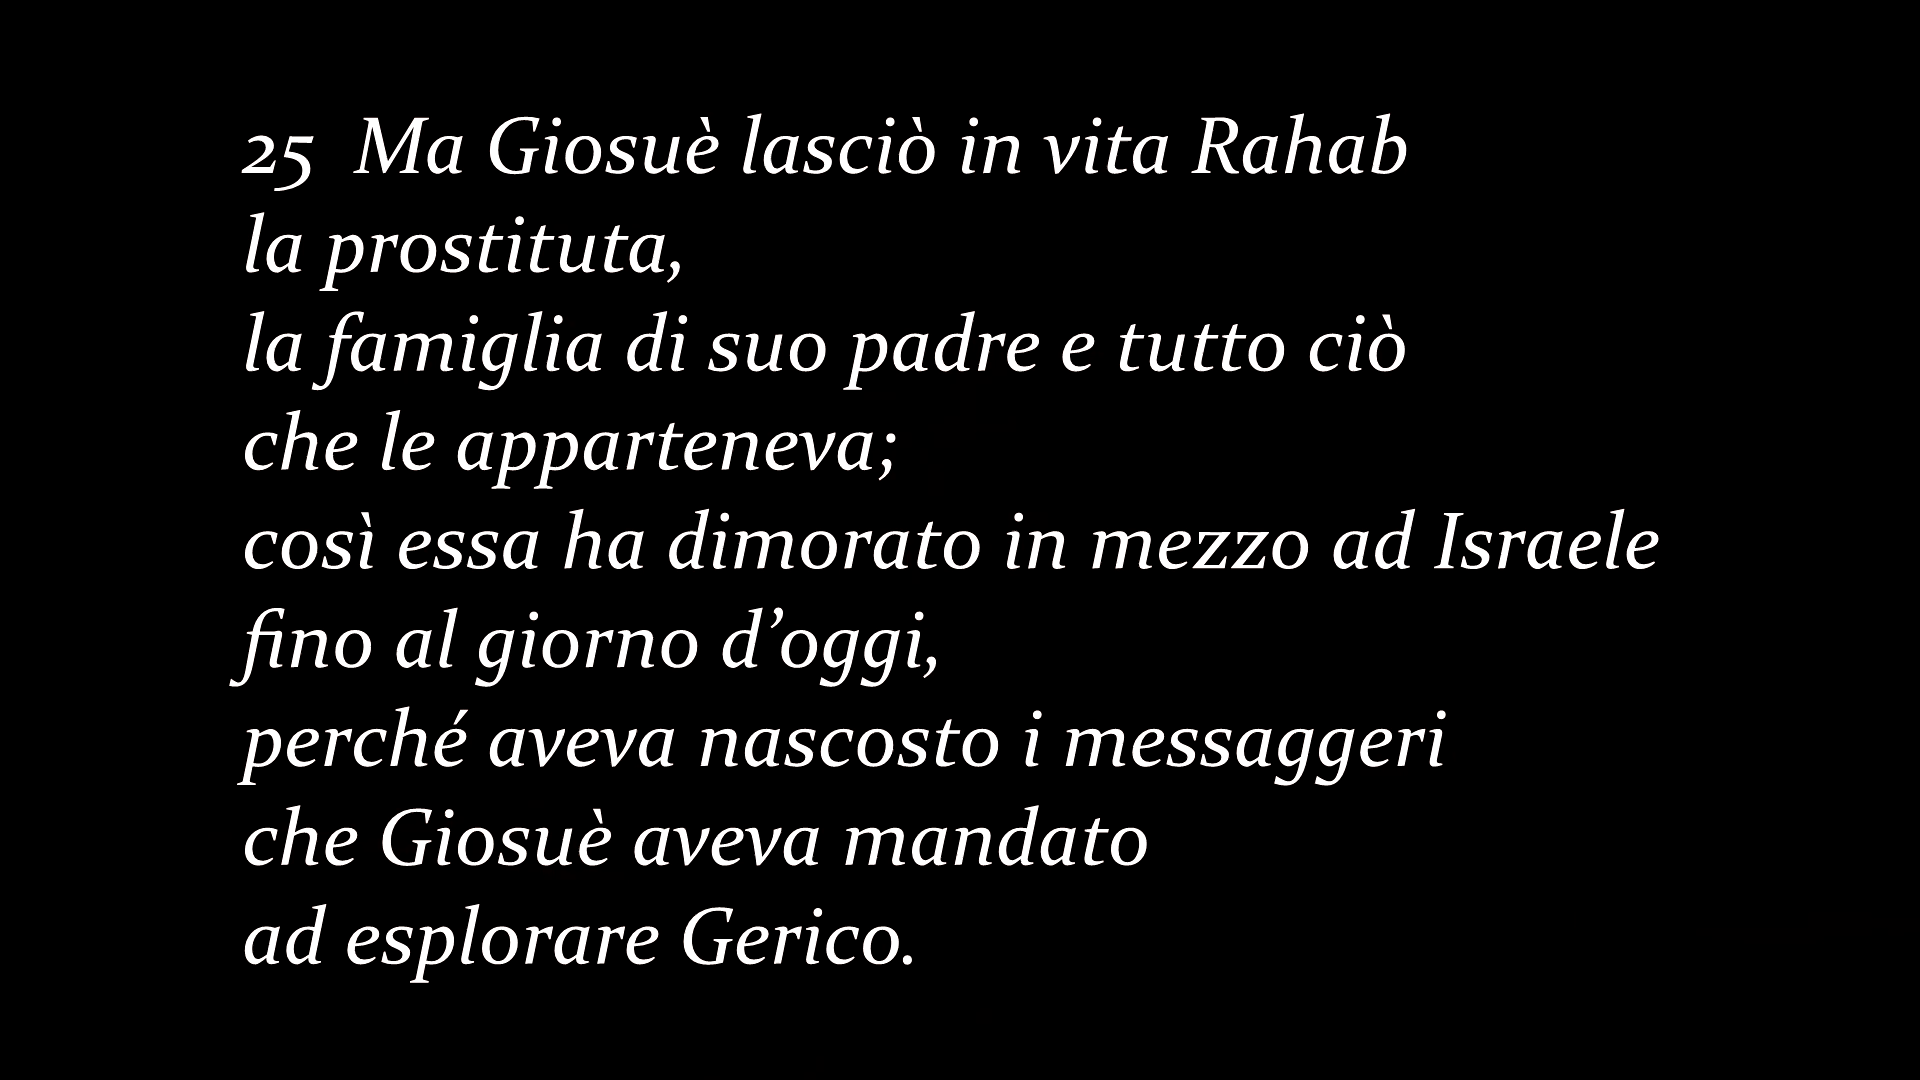 25 Ma Giosuè lasciò in vita Rahab
la prostituta,
la famiglia di suo padre e tutto ciò
che le apparteneva;
così essa ha dimorato in mezzo ad Israele
fino al giorno d’oggi,
perché aveva nascosto i messaggeri
che Giosuè aveva mandato
ad esplorare Gerico.